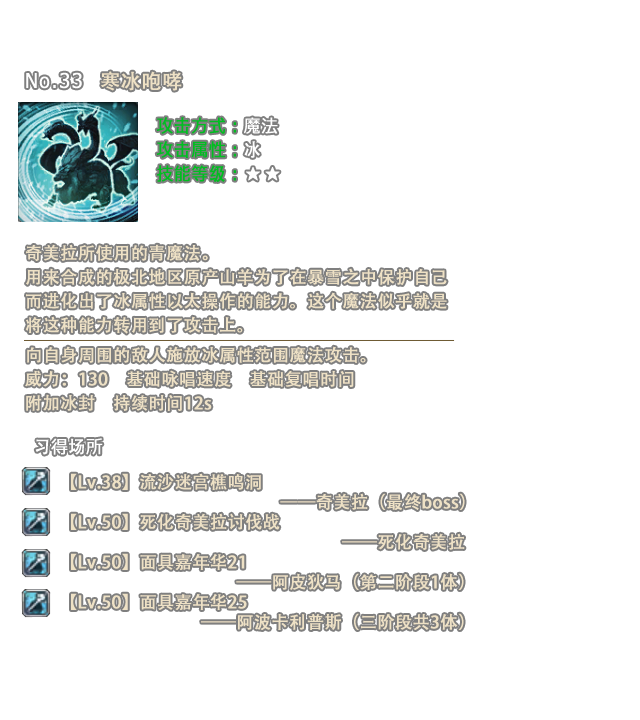 No.33 寒冰咆哮
攻击方式：魔法
攻击属性：冰
技能等级：★★
奇美拉所使用的青魔法。
用来合成的极北地区原产山羊为了在暴雪之中保护自己
而进化出了冰属性以太操作的能力。这个魔法似乎就是
将这种能力转用到了攻击上。
向自身周围的敌人施放冰属性范围魔法攻击。
威力：130 基础咏唱速度 基础复唱时间
附加冰封 持续时间12s
习得场所
【Lv.38】流沙迷宫樵鸣洞
——奇美拉（最终boss）
【Lv.50】死化奇美拉讨伐战
——死化奇美拉
【Lv.50】面具嘉年华21
——阿皮狄马（第二阶段1体）
【Lv.50】面具嘉年华25
——阿波卡利普斯（三阶段共3体）